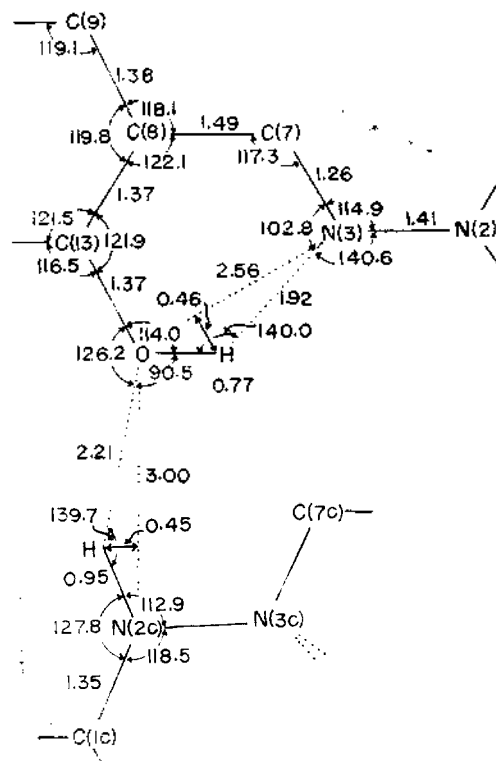 C(9)
119.1
1.38
118.1
C(8) 1.49 C(7)
119.8
122.1 117.3 1.26
1.37 114.9
121.5 102.8 N(3) 1.41 N(2)
C(13) 121.9 140.6
116.5 2.56
1.37 0.46 1.92
114.0 140.0
126.2 O H
90.5 0.77
2.21
3.00
139.7 C(7c)
H 0.45
0.95
112.9
127.8 N(2c) N(3c)
118.5
1.35
C(1c)